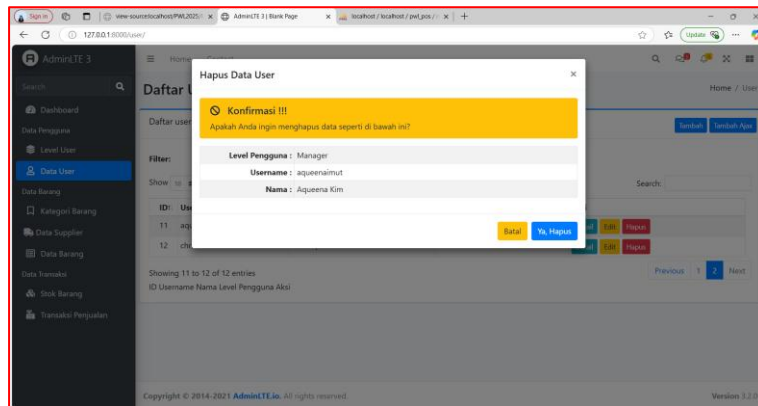 Sign in
view-source:localhost/PWL2025/
AdminLTE 3 | Blank Page
localhost / localhost / pwl_pos /
127.0.0.1:8000/user/
Update
AdminLTE 3
Home
Search
Daftar
Home / User
Dashboard
Daftar user
Tambah
Tambah Ajax
Data Pengguna
Level User
Filter:
Data User
Show 10
Search:
Data Barang
Kategori Barang
Data Supplier
Data Barang
Data Transaksi
Stok Barang
Transaksi Penjualan
Hapus Data User
×
Konfirmasi !!!
Apakah Anda ingin menghapus data seperti di bawah ini?
Level Pengguna : Manager
Username : aqueenaimut
Nama : Aqueena Kim
Batal
Ya, Hapus
ID
11
Edit
Hapus
12
Edit
Hapus
Showing 11 to 12 of 12 entries
Previous 1 2 Next
ID Username Nama Level Pengguna Aksi
Copyright © 2014-2021 AdminLTE.io. All rights reserved.
Version 3.2.0